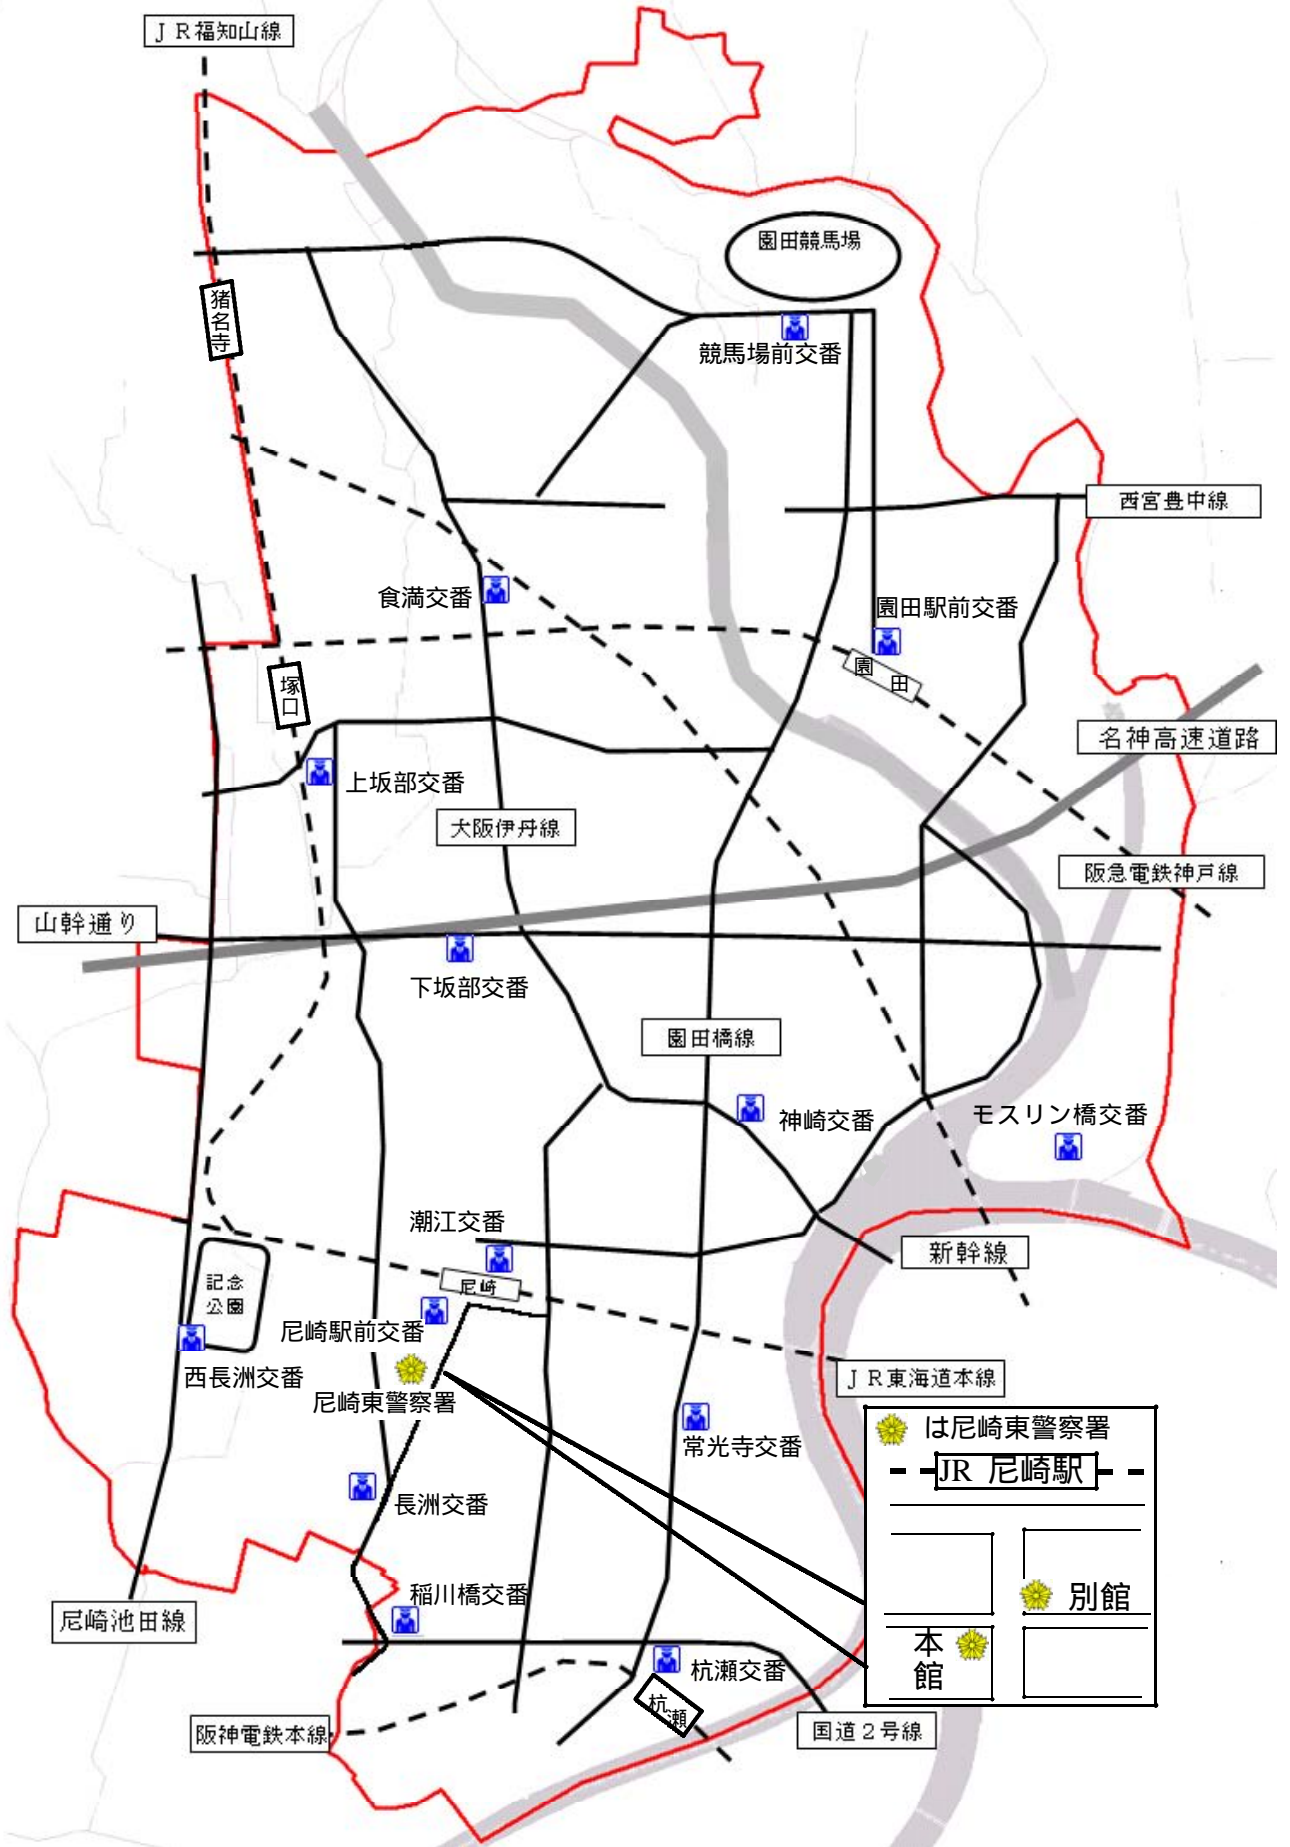 ＪＲ福知山線
園田競馬場
猪名寺
競馬場前交番
西宮豊中線
食満交番
園田駅前交番
園田
塚口
名神高速道路
上坂部交番
大阪伊丹線
阪急電鉄神戸線
山幹通り
下坂部交番
園田橋線
神崎交番
モスリン橋交番
潮江交番
新幹線
記念
公園
尼崎
尼崎駅前交番
西長洲交番
ＪＲ東海道本線
尼崎東警察署
は尼崎東警察署
常光寺交番
JR 尼崎駅
長洲交番
稲川橋交番
別館
尼崎池田線
本館
杭瀬交番
杭瀬
阪神電鉄本線
国道２号線